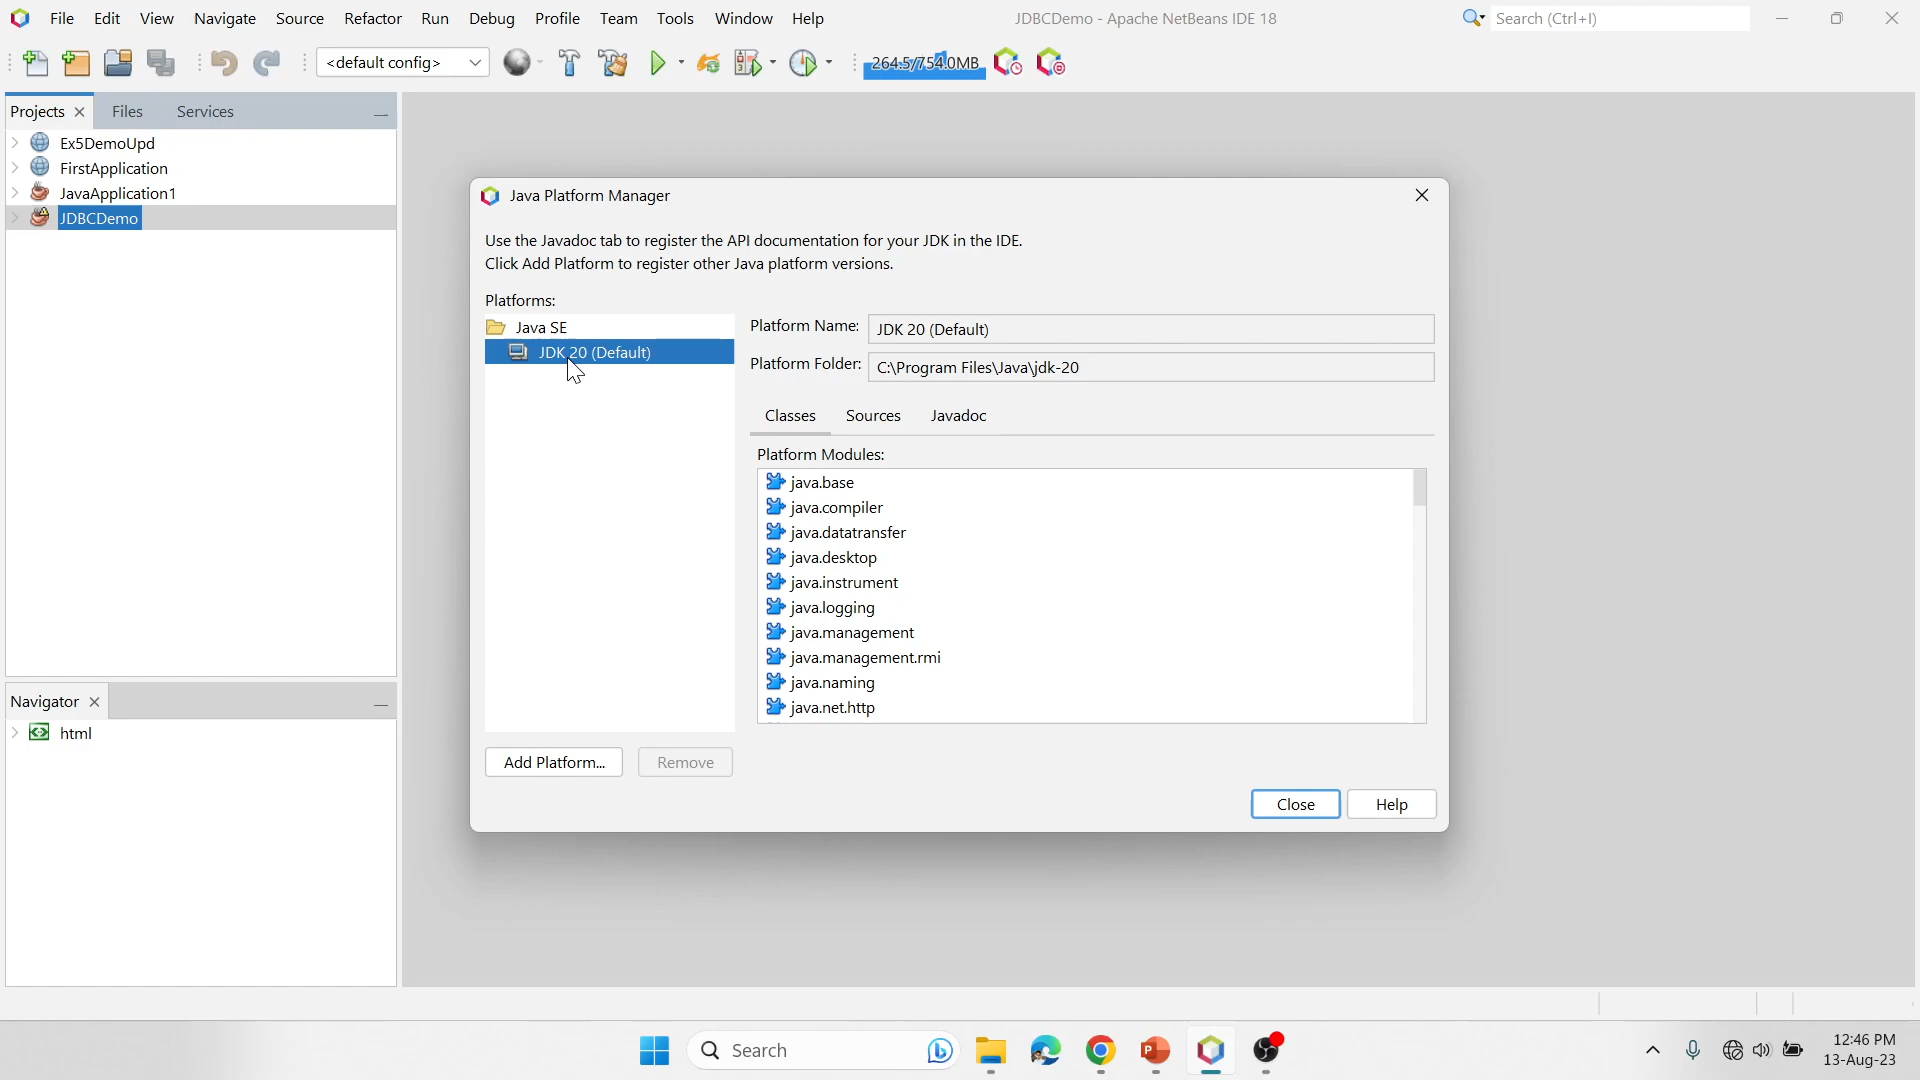 File Edit View Navigate Source Refactor Run Debug Profile Team Tools Window Help
JDBCDemo - Apache NetBeans IDE 18
Search (Ctrl+I)
<default config>
264.5/754.0MB
Projects Files Services
Ex5DemoUpd
FirstApplication
JavaApplication1
JDBCDemo
Java Platform Manager
Use the Javadoc tab to register the API documentation for your JDK in the IDE.
Click Add Platform to register other Java platform versions.
Platforms:
Java SE
JDK 20 (Default)
Platform Name: JDK 20 (Default)
Platform Folder: C:\Program Files\Java\jdk-20
Classes Sources Javadoc
Platform Modules:
java.base
java.compiler
java.datatransfer
java.desktop
java.instrument
java.logging
java.management
java.management.rmi
java.naming
java.net.http
Add Platform... Remove
Close Help
Navigator
html
Search
12:46 PM
13-Aug-23